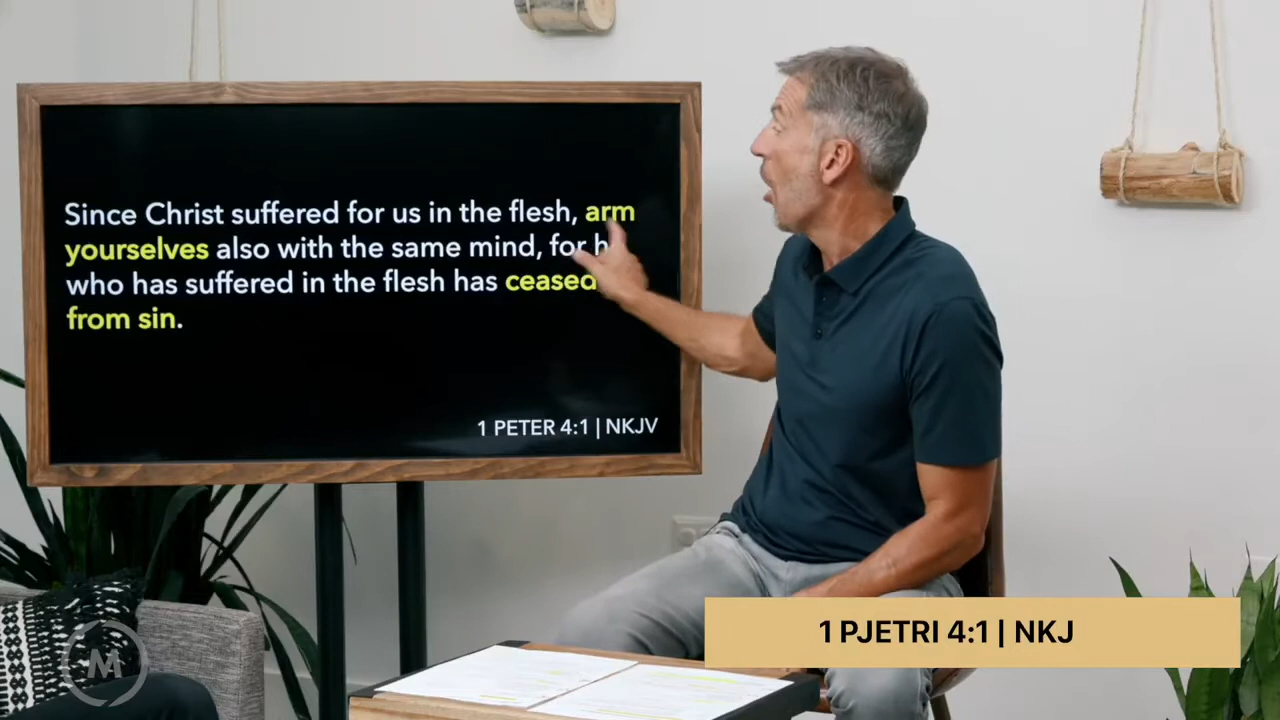 Since Christ suffered for us in the flesh, arm
yourselves also with the same mind, for
who has suffered in the flesh has ceased
from sin.
1 PETER 4:1 | NKJV
1 PJETRI 4:1 | NKJ
M